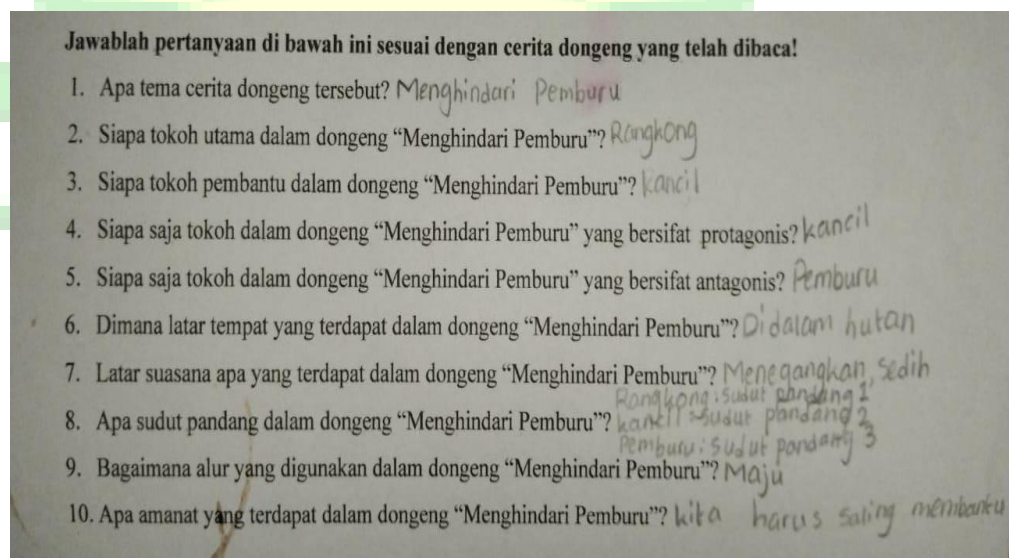 Jawablah pertanyaan di bawah ini sesuai dengan cerita dongeng yang telah dibaca!
1. Apa tema cerita dongeng tersebut? Menghindari Pemburu
2. Siapa tokoh utama dalam dongeng “Menghindari Pemburu”? Rangkong
3. Siapa tokoh pembantu dalam dongeng “Menghindari Pemburu”? kancil
4. Siapa saja tokoh dalam dongeng “Menghindari Pemburu” yang bersifat protagonis? kancil
5. Siapa saja tokoh dalam dongeng “Menghindari Pemburu” yang bersifat antagonis? Pemburu
6. Dimana latar tempat yang terdapat dalam dongeng “Menghindari Pemburu”? Didalam hutan
7. Latar suasana apa yang terdapat dalam dongeng “Menghindari Pemburu”? Menegangkan, Sedih
Rangkong : Sudut pandang 1
8. Apa sudut pandang dalam dongeng “Menghindari Pemburu”? kancil : Sudut pandang 2
Pemburu : Sudut pandang 3
9. Bagaimana alur yang digunakan dalam dongeng “Menghindari Pemburu”? Maju
10. Apa amanat yang terdapat dalam dongeng “Menghindari Pemburu”? kita harus saling membantu